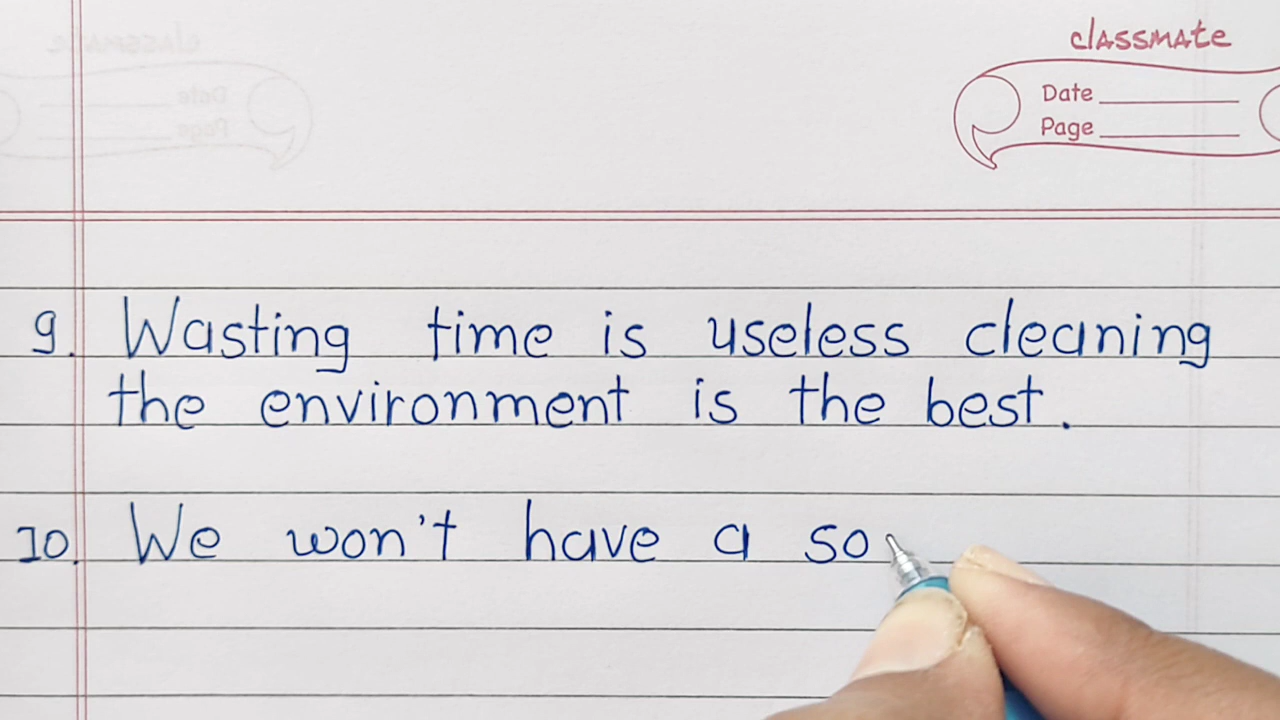 classmate
Date
Page
9. Wasting time is useless cleaning
the environment is the best.
10. We won't have a so